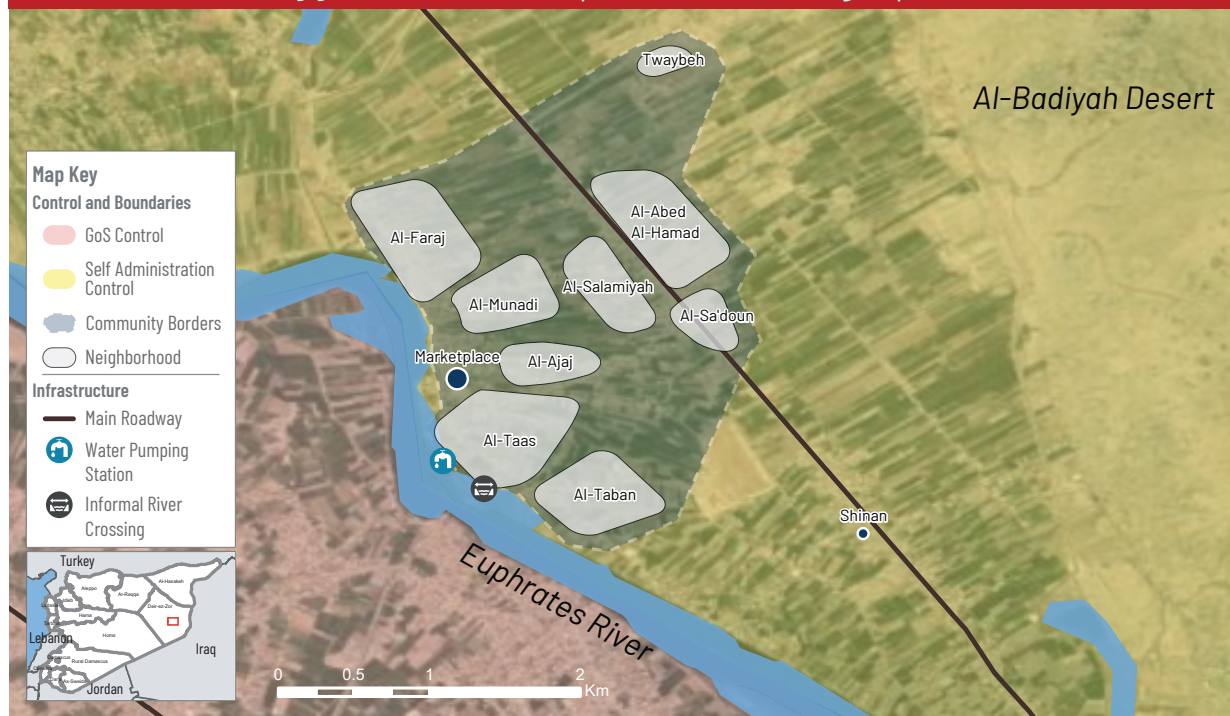 Twaybeh
Al-Badiyah Desert
Map Key
Control and Boundaries
GoS Control
Self Administration
Control
Community Borders
Neighborhood
Infrastructure
Main Roadway
Water Pumping
Station
Informal River
Crossing
Al-Faraj
Al-Abed
Al-Hamad
Al-Munadi
Al-Salamiyah
Al-Sa'doun
Marketplace
Al-Ajaj
Al-Taas
Al-Taban
Shinan
Euphrates River
Turkey
Aleppo
Al-Raqqa
Al-Hasakeh
Deir-ez-Zor
Hama
Homs
Lebanon
Rural Damascus
Iraq
Jordan
0 0.5 1 2
Km